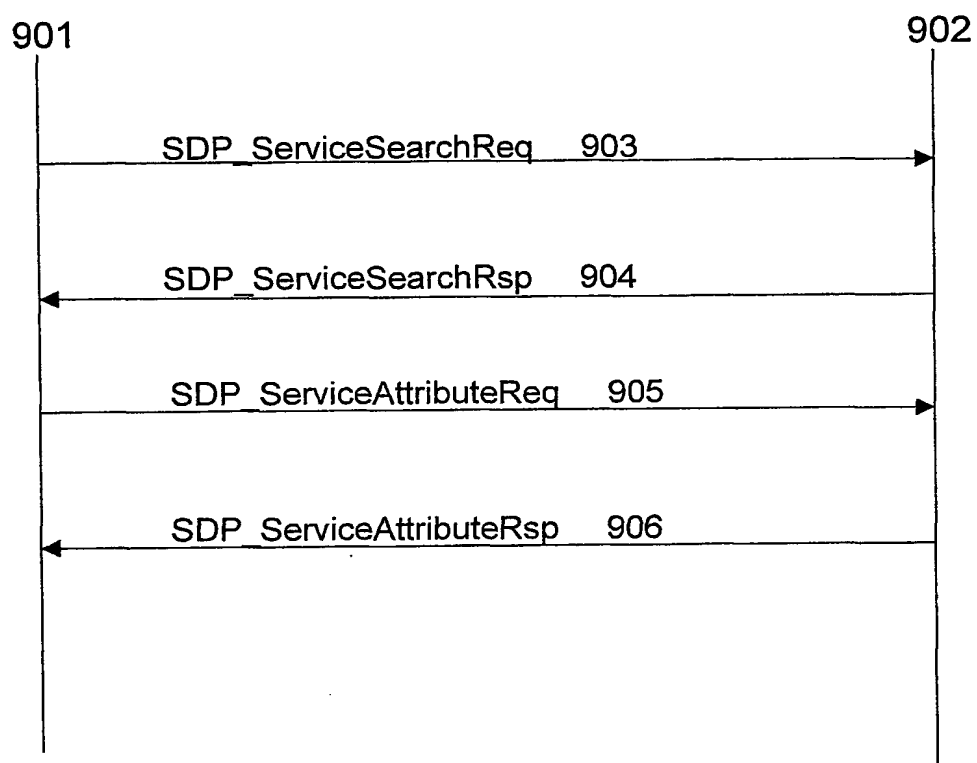 901 902
SDP_ServiceSearchReq 903
SDP_ServiceSearchRsp 904
SDP_ServiceAttributeReq 905
SDP_ServiceAttributeRsp 906